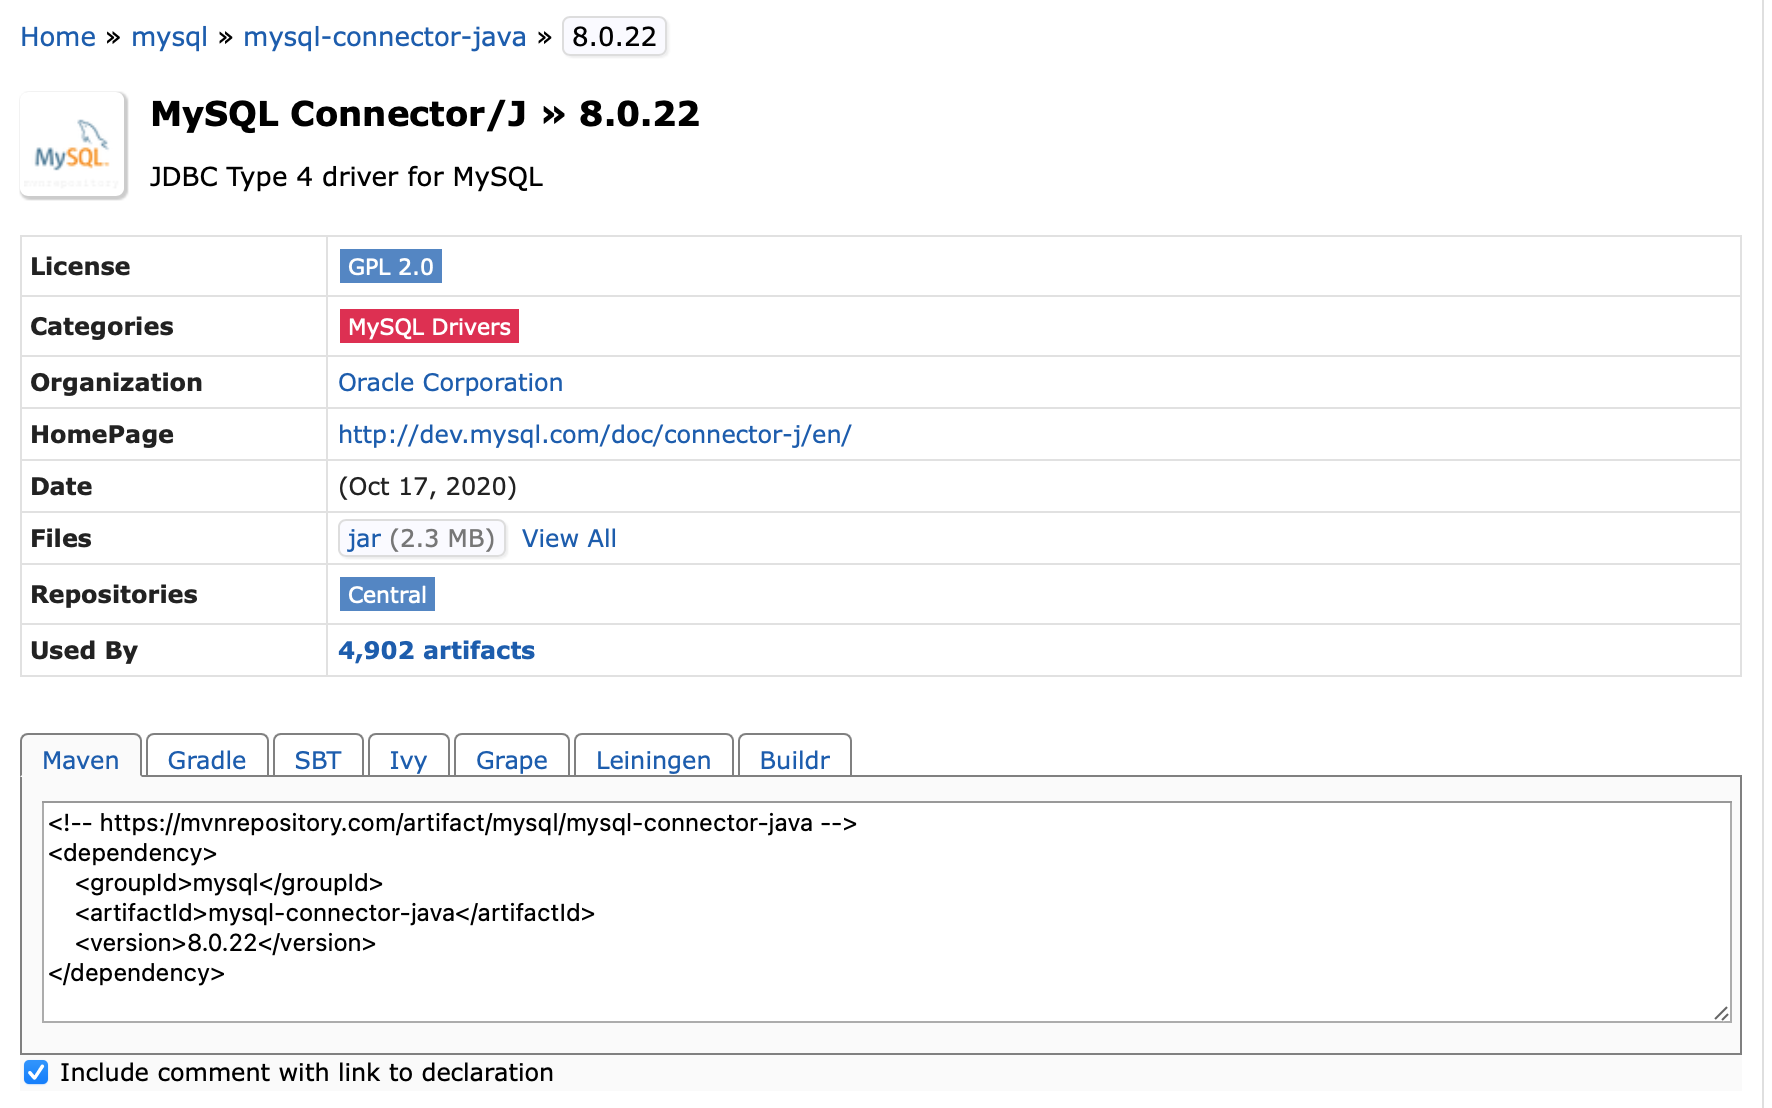 Home » mysql » mysql-connector-java » 8.0.22
MySQL Connector/J » 8.0.22
MySQL.
mvnrepository
JDBC Type 4 driver for MySQL
License GPL 2.0
Categories MySQL Drivers
Organization Oracle Corporation
HomePage http://dev.mysql.com/doc/connector-j/en/
Date (Oct 17, 2020)
Files jar (2.3 MB) View All
Repositories Central
Used By 4,902 artifacts
Maven Gradle SBT Ivy Grape Leiningen Buildr
<!-- https://mvnrepository.com/artifact/mysql/mysql-connector-java -->
<dependency>
    <groupId>mysql</groupId>
    <artifactId>mysql-connector-java</artifactId>
    <version>8.0.22</version>
</dependency>
Include comment with link to declaration